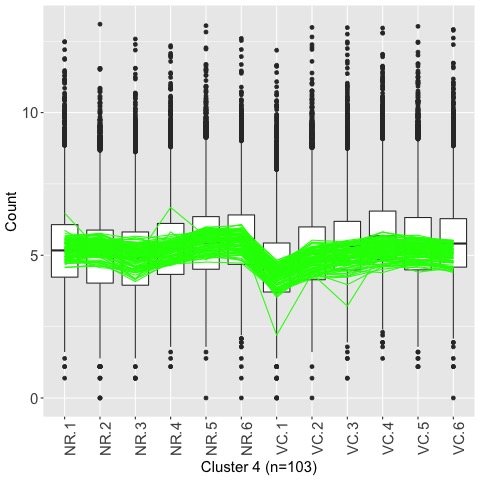 Count
10
5
0
NR.1
NR.2
NR.3
NR.4
NR.5
NR.6
VC.1
VC.2
VC.3
VC.4
VC.5
VC.6
Cluster 4 (n=103)